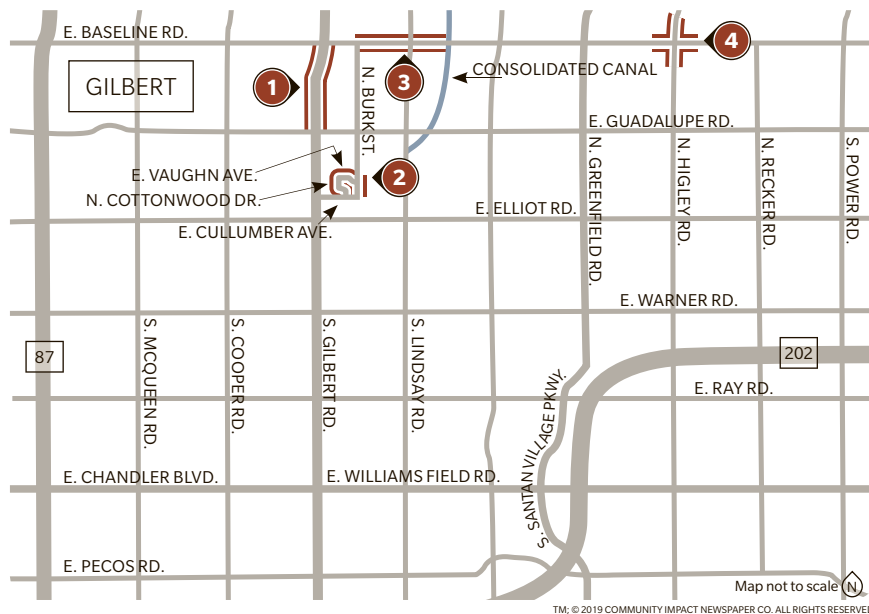 E. BASELINE RD.
4
GILBERT
1
3
CONSOLIDATED CANAL
N. BURK ST.
E. GUADALUPE RD.
E. VAUGHN AVE.
2
N. COTTONWOOD DR.
E. CULLUMBER AVE.
E. ELLIOT RD.
N. GREENFIELD RD.
N. HIGLEY RD.
N. RECKER RD.
S. POWER RD.
E. WARNER RD.
87
S. MCQUEEN RD.
S. COOPER RD.
S. GILBERT RD.
S. LINDSAY RD.
202
E. RAY RD.
S. SANTAN VILLAGE PKWY.
E. CHANDLER BLVD.
E. WILLIAMS FIELD RD.
E. PECOS RD.
Map not to scale N
TM; © 2019 COMMUNITY IMPACT NEWSPAPER CO. ALL RIGHTS RESERVE